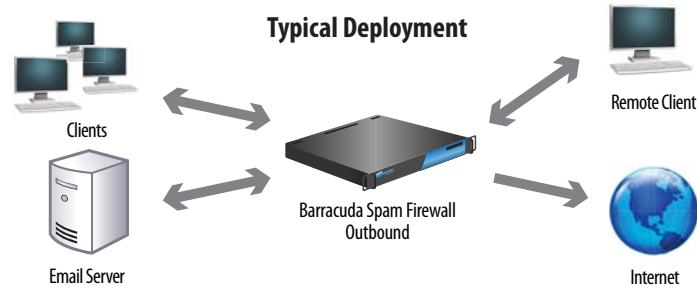 Typical Deployment
Clients
Remote Client
Barracuda Spam Firewall
Outbound
Email Server
Internet